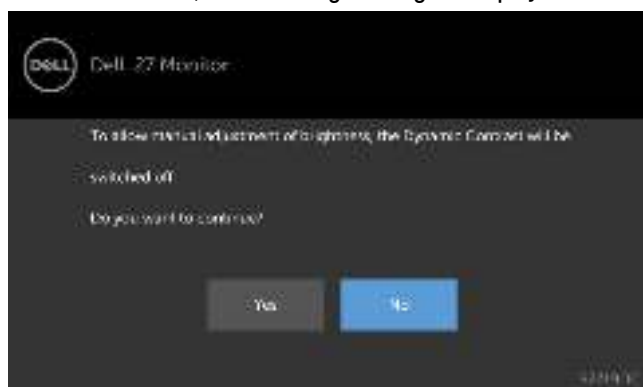 DELL
Dell 27 Monitor
To allow manual adjustment of brightness, the Dynamic Contrast will be
switched off.
Do you want to continue?
Yes
No